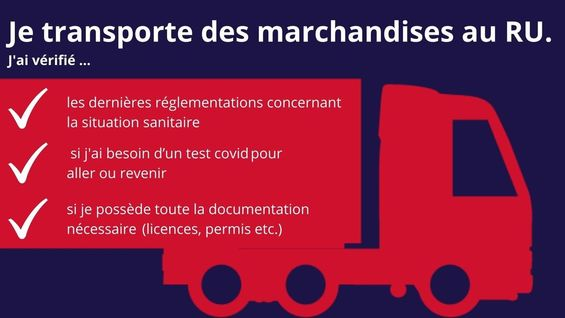 Je transporte des marchandises au RU.
J'ai vérifié ...
les dernières réglementations concernant
la situation sanitaire
si j'ai besoin d’un test covid pour
aller ou revenir
si je possède toute la documentation
nécessaire (licences, permis etc.)